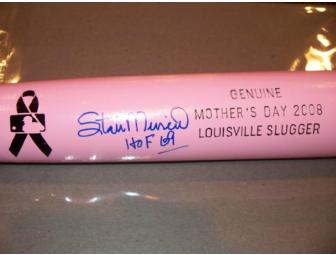 Stan Musial
HOF 69
GENUINE
MOTHER'S DAY 2008
LOUISVILLE SLUGGER